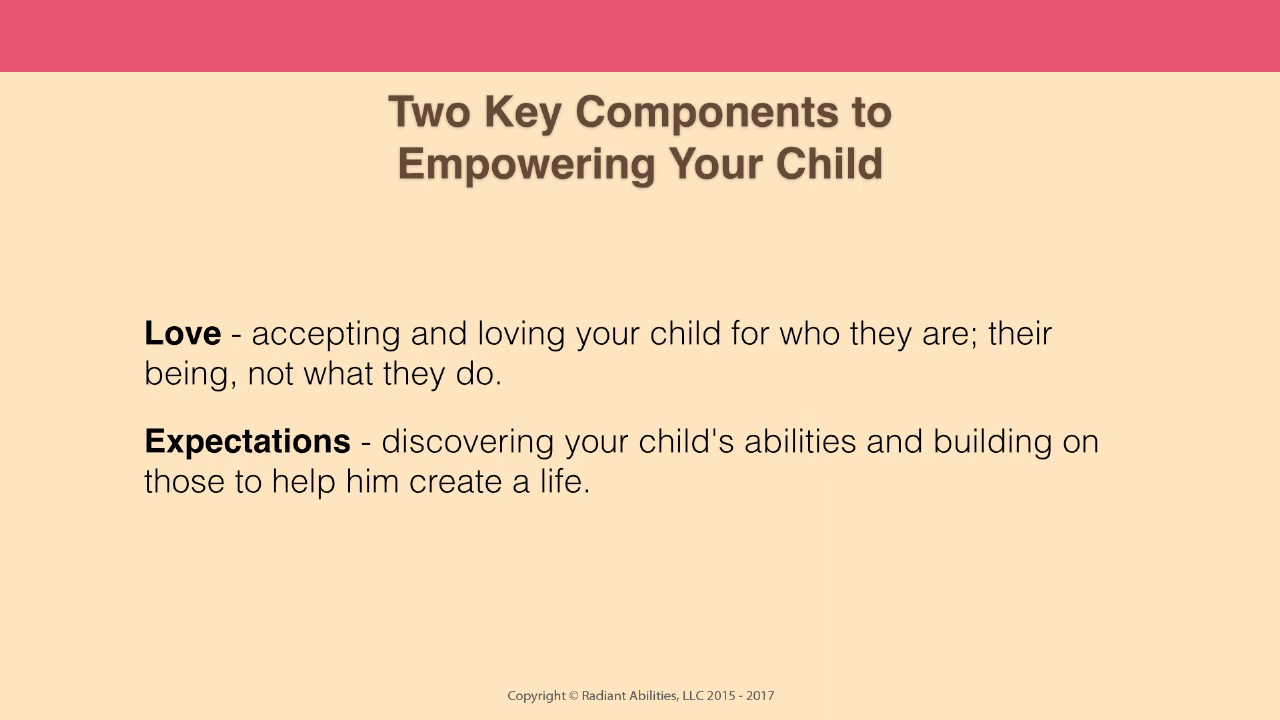 Two Key Components to
Empowering Your Child
Love - accepting and loving your child for who they are; their
being, not what they do.
Expectations - discovering your child's abilities and building on
those to help him create a life.
Copyright © Radiant Abilities, LLC 2015 - 2017